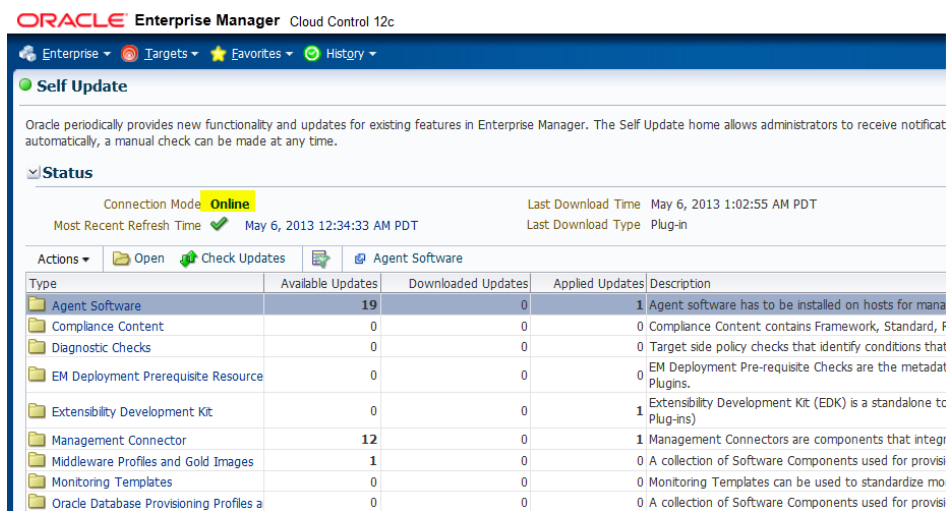 ORACLE Enterprise Manager Cloud Control 12c
Enterprise Targets Favorites History
Self Update
Oracle periodically provides new functionality and updates for existing features in Enterprise Manager. The Self Update home allows administrators to receive notificat
automatically, a manual check can be made at any time.
Status
Connection Mode Online Last Download Time May 6, 2013 1:02:55 AM PDT
Most Recent Refresh Time May 6, 2013 12:34:33 AM PDT Last Download Type Plug-in
Actions Open Check Updates Agent Software
Type Available Updates Downloaded Updates Applied Updates Description
Agent Software 19 0 1 Agent software has to be installed on hosts for mana
Compliance Content 0 0 0 Compliance Content contains Framework, Standard, R
Diagnostic Checks 0 0 0 Target side policy checks that identify conditions that
EM Deployment Prerequisite Resource 0 0 0 EM Deployment Pre-requisite Checks are the metadat
Plugins.
Extensibility Development Kit 0 0 1 Extensibility Development Kit (EDK) is a standalone to
Plug-ins)
Management Connector 12 0 1 Management Connectors are components that integr
Middleware Profiles and Gold Images 1 0 0 A collection of Software Components used for provisi
Monitoring Templates 0 0 0 Monitoring Templates can be used to standardize mo
Oracle Database Provisioning Profiles a 0 0 0 A collection of Software Components used for provisi